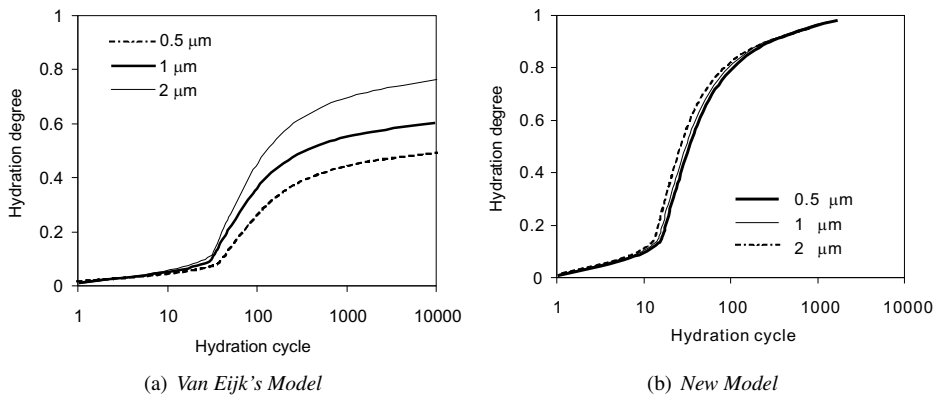 1
0.8
0.6
0.4
0.2
0
Hydration degree
0.5 μm
1 μm
2 μm
1 10 100 1000 10000
Hydration cycle
(a) Van Eijk's Model
1
0.8
0.6
0.4
0.2
0
Hydration degree
0.5 μm
1 μm
2 μm
1 10 100 1000 10000
Hydration cycle
(b) New Model